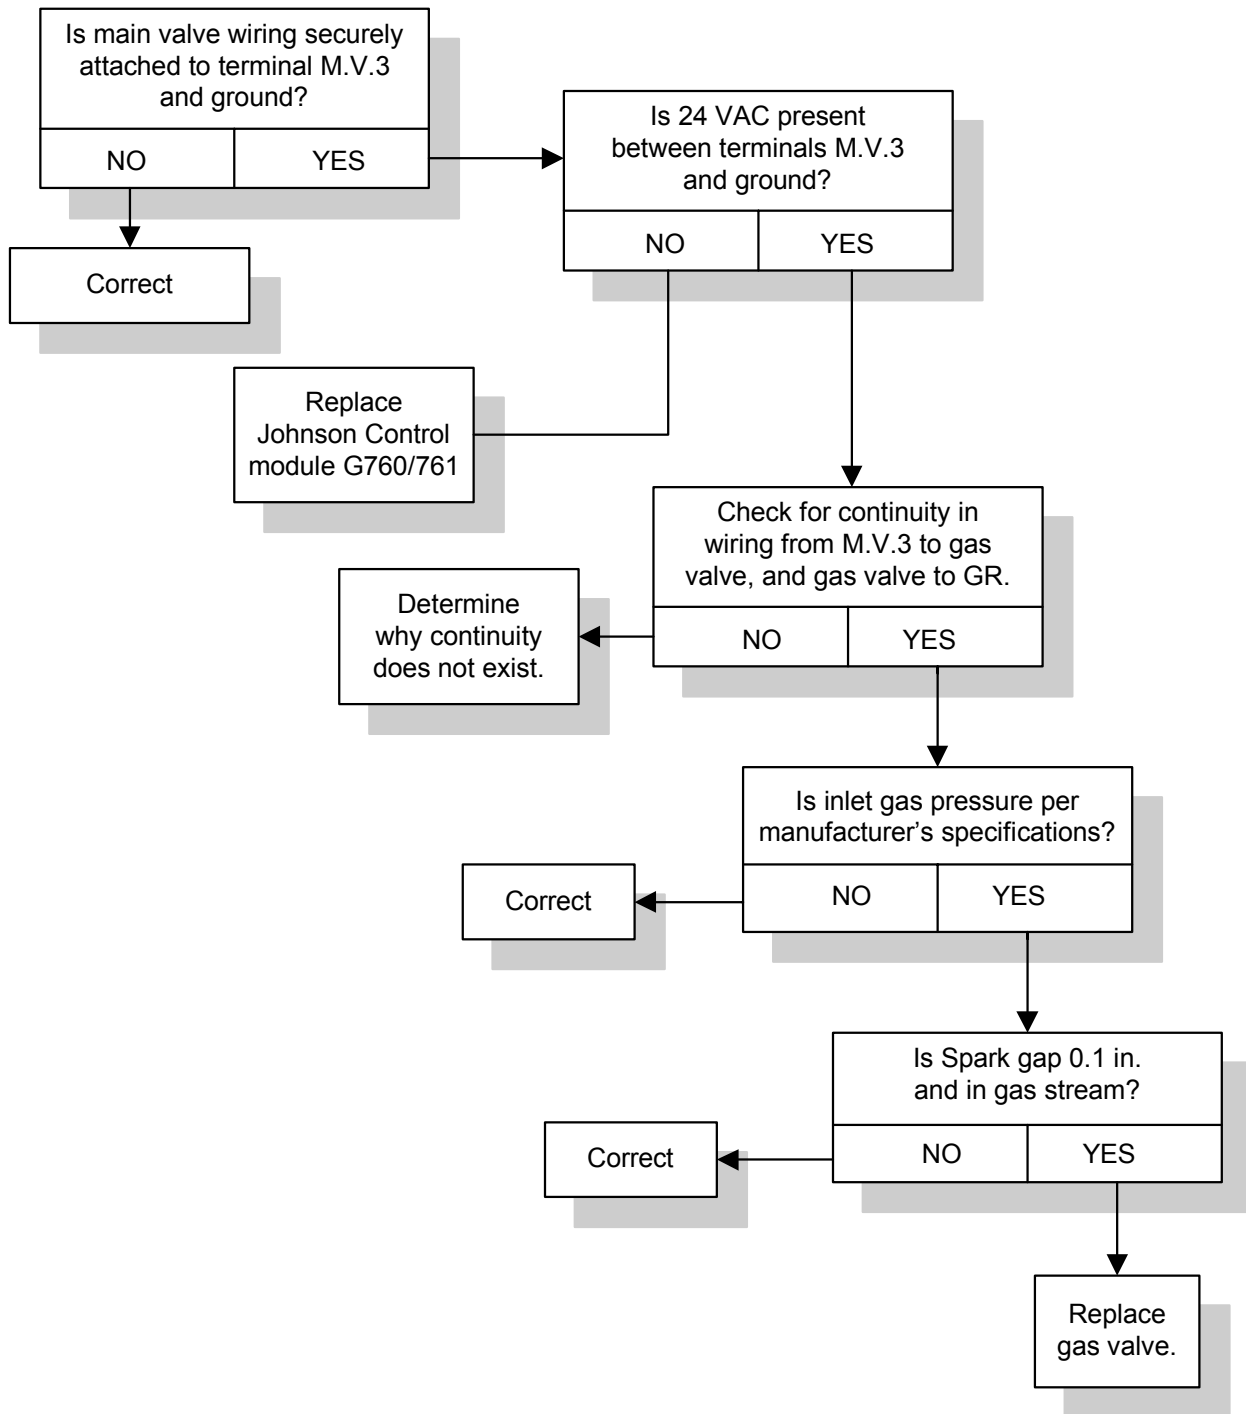 Is main valve wiring securely
attached to terminal M.V.3
and ground?
NO
YES
Correct
Is 24 VAC present
between terminals M.V.3
and ground?
NO
YES
Replace
Johnson Control
module G760/761
Check for continuity in
wiring from M.V.3 to gas
valve, and gas valve to GR.
NO
YES
Determine
why continuity
does not exist.
Is inlet gas pressure per
manufacturer’s specifications?
NO
YES
Correct
Is Spark gap 0.1 in.
and in gas stream?
NO
YES
Correct
Replace
gas valve.